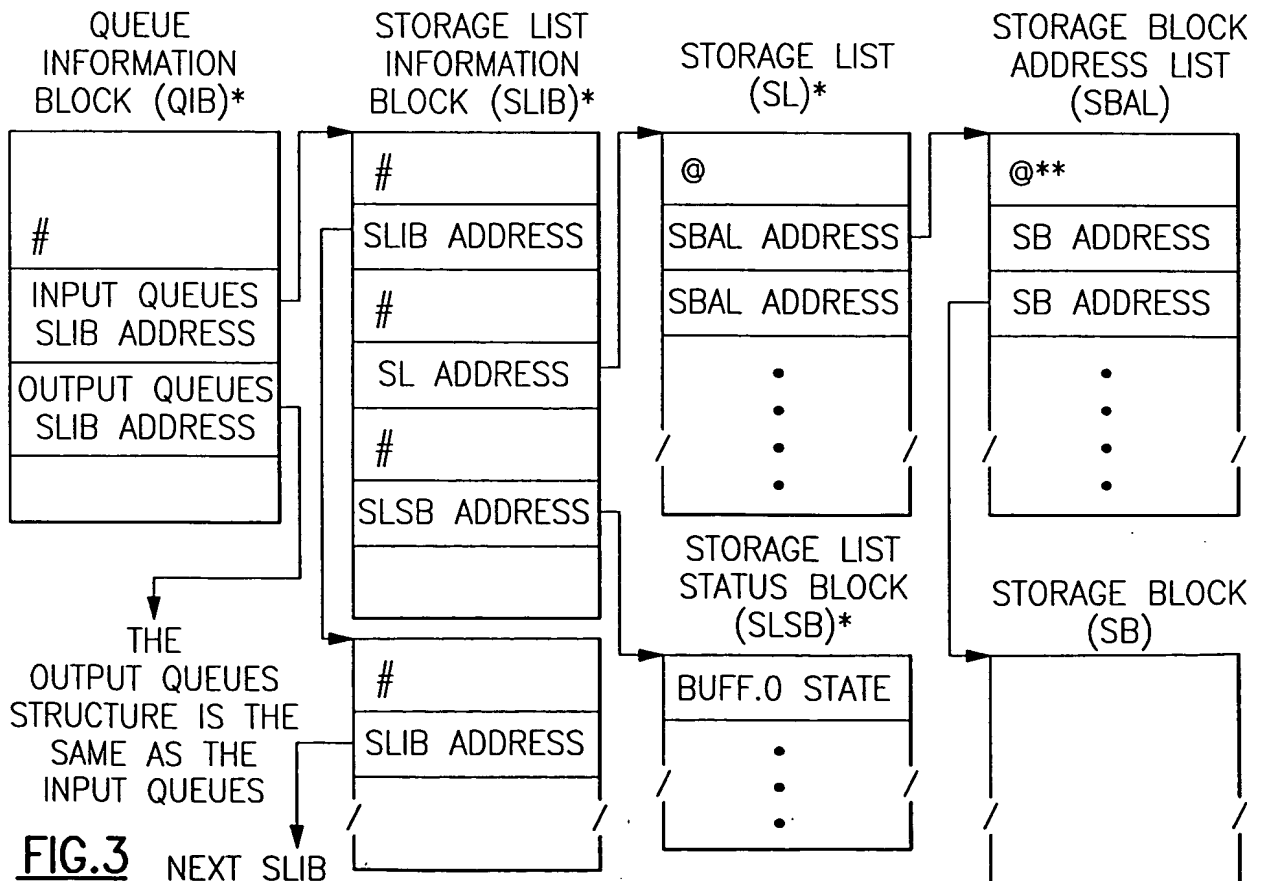 QUEUE
INFORMATION
BLOCK (QIB)*
#
INPUT QUEUES
SLIB ADDRESS
OUTPUT QUEUES
SLIB ADDRESS
THE
OUTPUT QUEUES
STRUCTURE IS THE
SAME AS THE
INPUT QUEUES
STORAGE LIST
INFORMATION
BLOCK (SLIB)*
#
SLIB ADDRESS
#
SL ADDRESS
#
SLSB ADDRESS
#
SLIB ADDRESS
NEXT SLIB
STORAGE LIST
(SL)*
@
SBAL ADDRESS
SBAL ADDRESS
STORAGE LIST
STATUS BLOCK
(SLSB)*
BUFF.0 STATE
STORAGE BLOCK
ADDRESS LIST
(SBAL)
@**
SB ADDRESS
SB ADDRESS
STORAGE BLOCK
(SB)
FIG.3